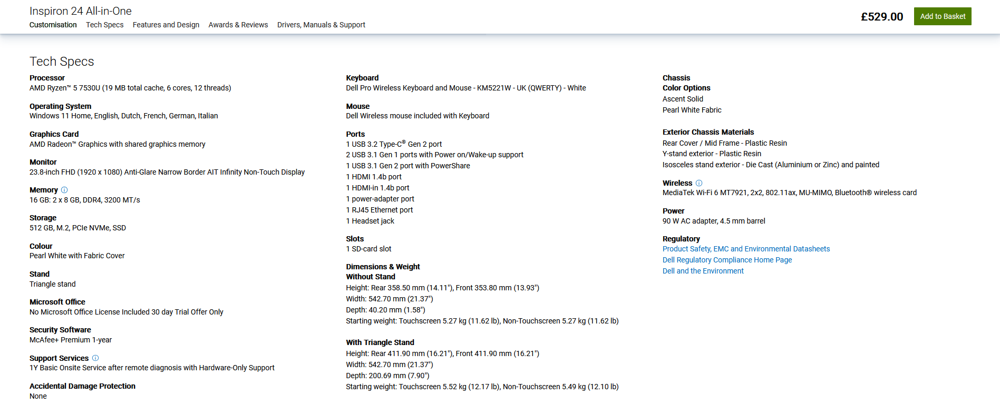 Inspiron 24 All-in-One
£529.00
Add to Basket
Customisation
Tech Specs
Features and Design
Awards & Reviews
Drivers, Manuals & Support
Tech Specs
Processor
AMD Ryzen™ 5 7530U (19 MB total cache, 6 cores, 12 threads)
Operating System
Windows 11 Home, English, Dutch, French, German, Italian
Graphics Card
AMD Radeon™ Graphics with shared graphics memory
Monitor
23.8-inch FHD (1920 x 1080) Anti-Glare Narrow Border AIT Infinity Non-Touch Display
Memory
16 GB: 2 x 8 GB, DDR4, 3200 MT/s
Storage
512 GB, M.2, PCIe NVMe, SSD
Colour
Pearl White with Fabric Cover
Stand
Triangle stand
Microsoft Office
No Microsoft Office License Included 30 day Trial Offer Only
Security Software
McAfee+ Premium 1-year
Support Services
1Y Basic Onsite Service after remote diagnosis with Hardware-Only Support
Accidental Damage Protection
None
Keyboard
Dell Pro Wireless Keyboard and Mouse - KM5221W - UK (QWERTY) - White
Mouse
Dell Wireless mouse included with Keyboard
Ports
1 USB 3.2 Type-C® Gen 2 port
2 USB 3.1 Gen 1 ports with Power on/Wake-up support
1 USB 3.1 Gen 2 port with PowerShare
1 HDMI 1.4b port
1 HDMI-in 1.4b port
1 power-adapter port
1 RJ45 Ethernet port
1 Headset jack
Slots
1 SD-card slot
Dimensions & Weight
Without Stand
Height: Rear 358.50 mm (14.11"), Front 353.80 mm (13.93")
Width: 542.70 mm (21.37")
Depth: 40.20 mm (1.58")
Starting weight: Touchscreen 5.27 kg (11.62 lb), Non-Touchscreen 5.27 kg (11.62 lb)
With Triangle Stand
Height: Rear 411.90 mm (16.21"), Front 411.90 mm (16.21")
Width: 542.70 mm (21.37")
Depth: 200.69 mm (7.90")
Starting weight: Touchscreen 5.52 kg (12.17 lb), Non-Touchscreen 5.49 kg (12.10 lb)
Chassis
Color Options
Ascent Solid
Pearl White Fabric
Exterior Chassis Materials
Rear Cover / Mid Frame - Plastic Resin
Y-stand exterior - Plastic Resin
Isosceles stand exterior - Die Cast (Aluminium or Zinc) and painted
Wireless
MediaTek Wi-Fi 6 MT7921, 2x2, 802.11ax, MU-MIMO, Bluetooth® wireless card
Power
90 W AC adapter, 4.5 mm barrel
Regulatory
Product Safety, EMC and Environmental Datasheets
Dell Regulatory Compliance Home Page
Dell and the Environment